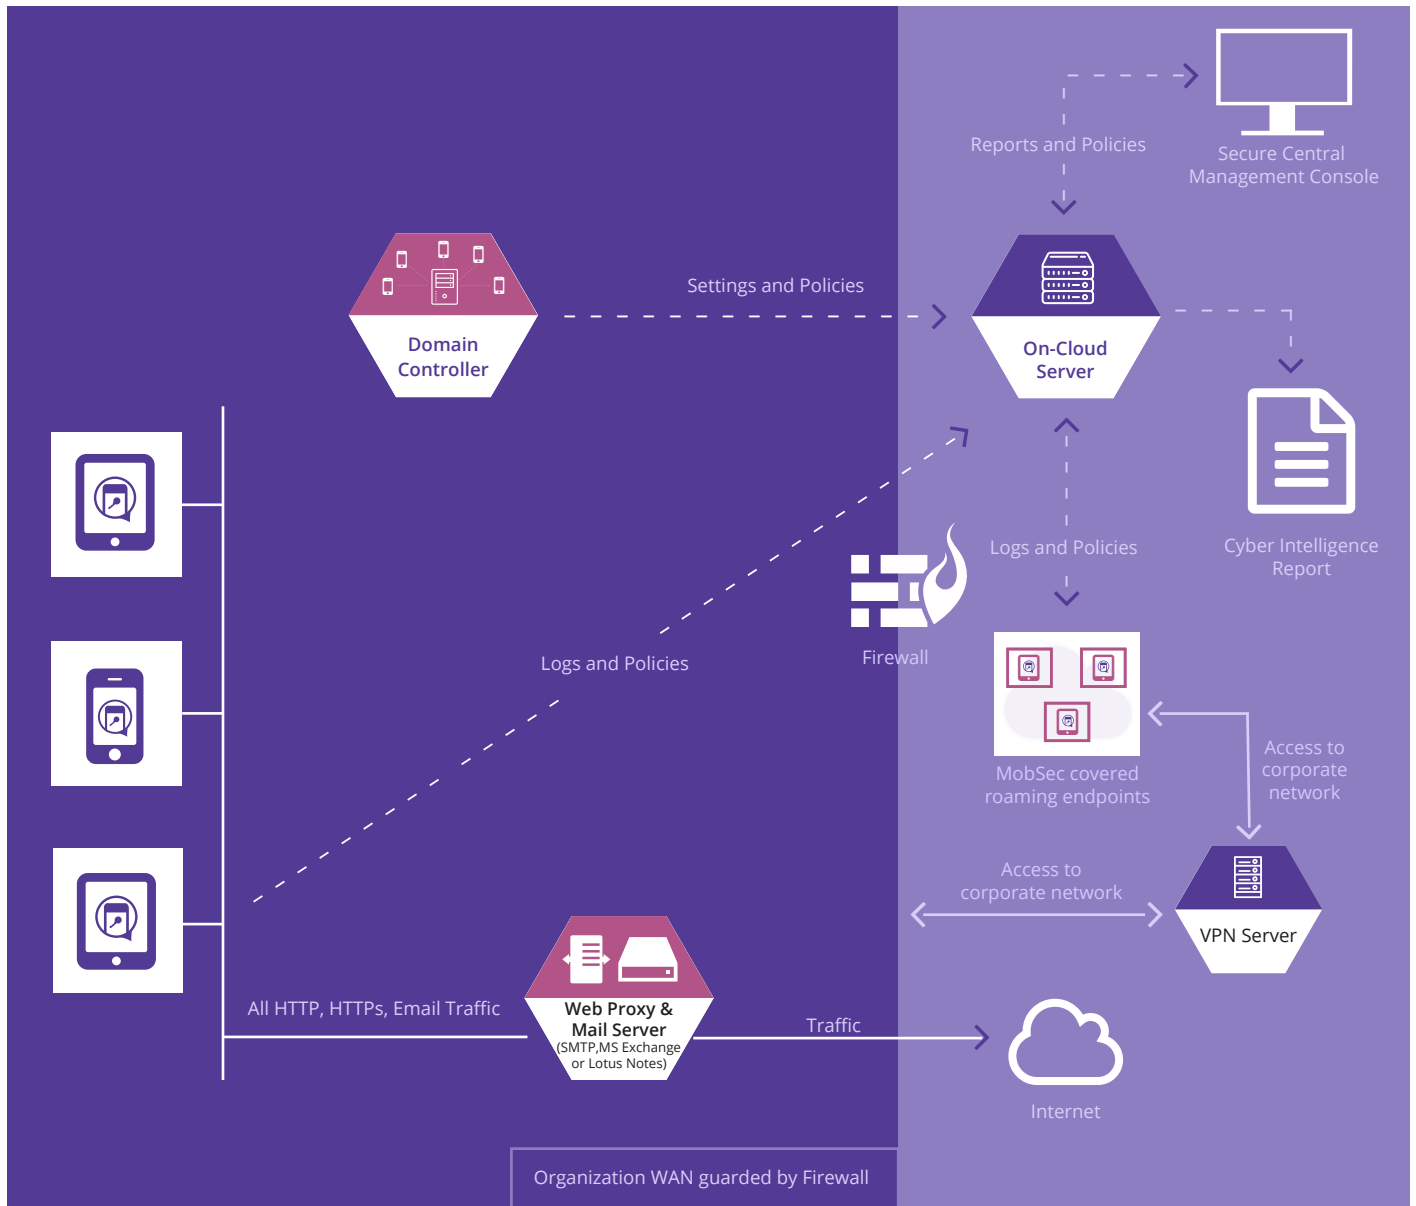 Reports and Policies
Secure Central
Management Console
Settings and Policies
Domain
Controller
On-Cloud
Server
Logs and Policies
Cyber Intelligence
Report
Firewall
Logs and Policies
MobSec covered
roaming endpoints
Access to
corporate
network
Access to
corporate network
VPN Server
All HTTP, HTTPs, Email Traffic
Web Proxy &
Mail Server
(SMTP,MS Exchange
or Lotus Notes)
Traffic
Internet
Organization WAN guarded by Firewall